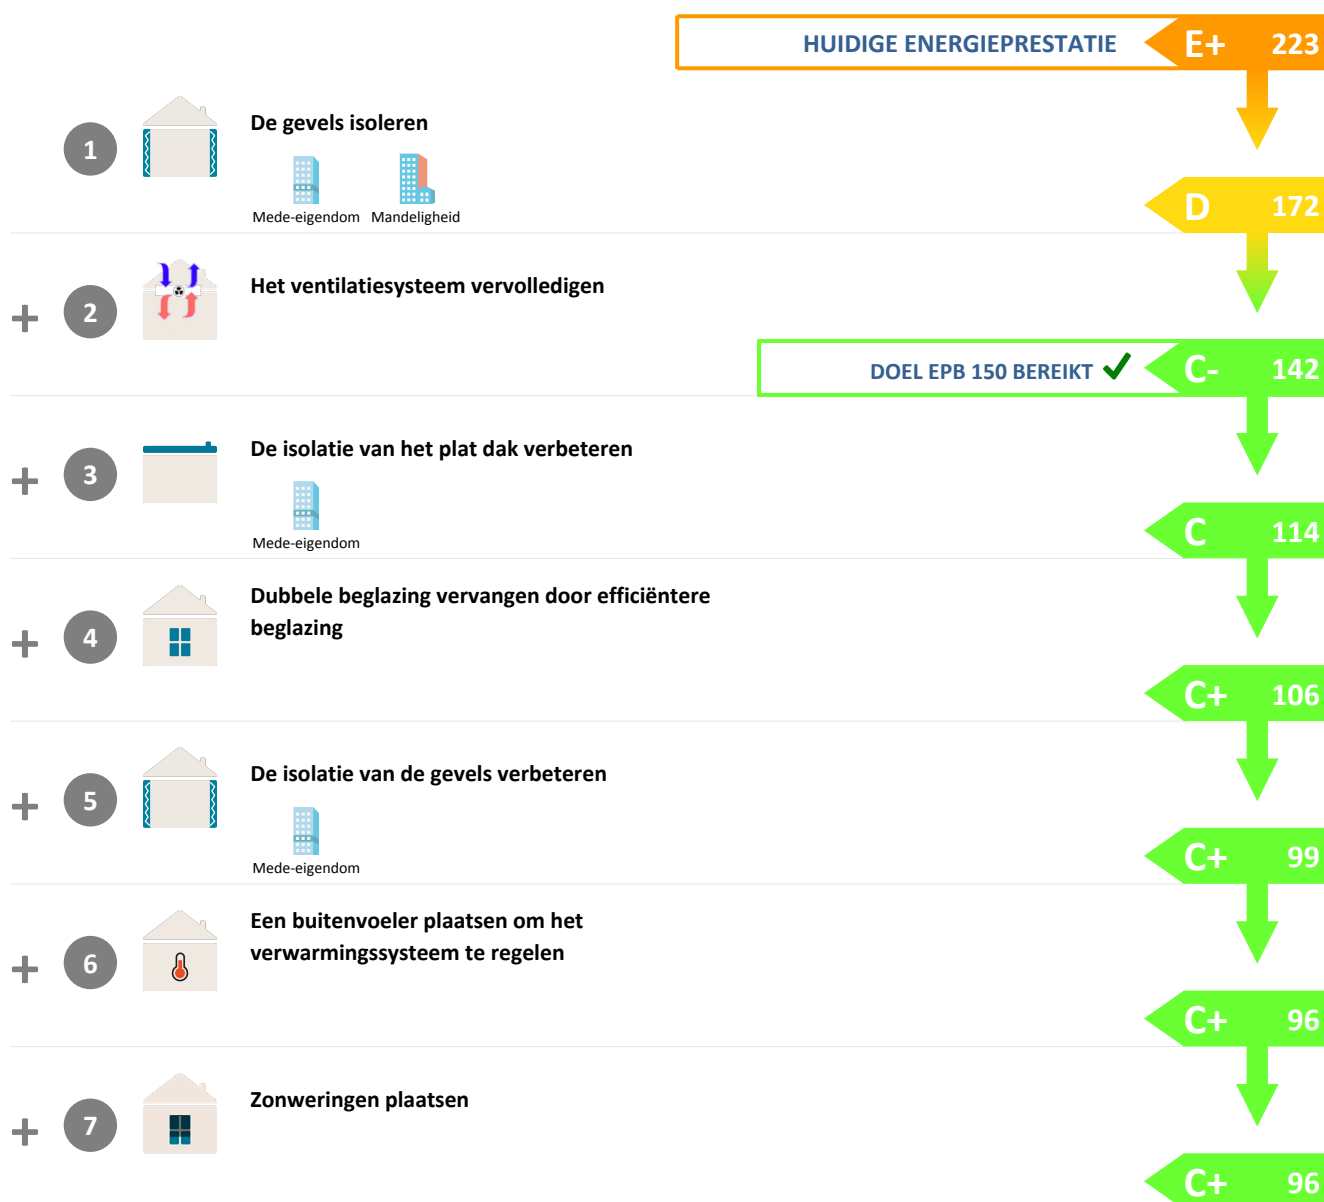 HUIDIGE ENERGIEPRESTATIE E+ 223
1 De gevels isoleren
Mede-eigendom Mandeligheid
D 172
+ 2 Het ventilatiesysteem vervolledigen
DOEL EPB 150 BEREIKT C- 142
+ 3 De isolatie van het plat dak verbeteren
Mede-eigendom
C 114
+ 4 Dubbele beglazing vervangen door efficiëntere
beglazing
C+ 106
+ 5 De isolatie van de gevels verbeteren
Mede-eigendom
C+ 99
+ 6 Een buitenvoeler plaatsen om het
verwarmingssysteem te regelen
C+ 96
+ 7 Zonweringen plaatsen
C+ 96